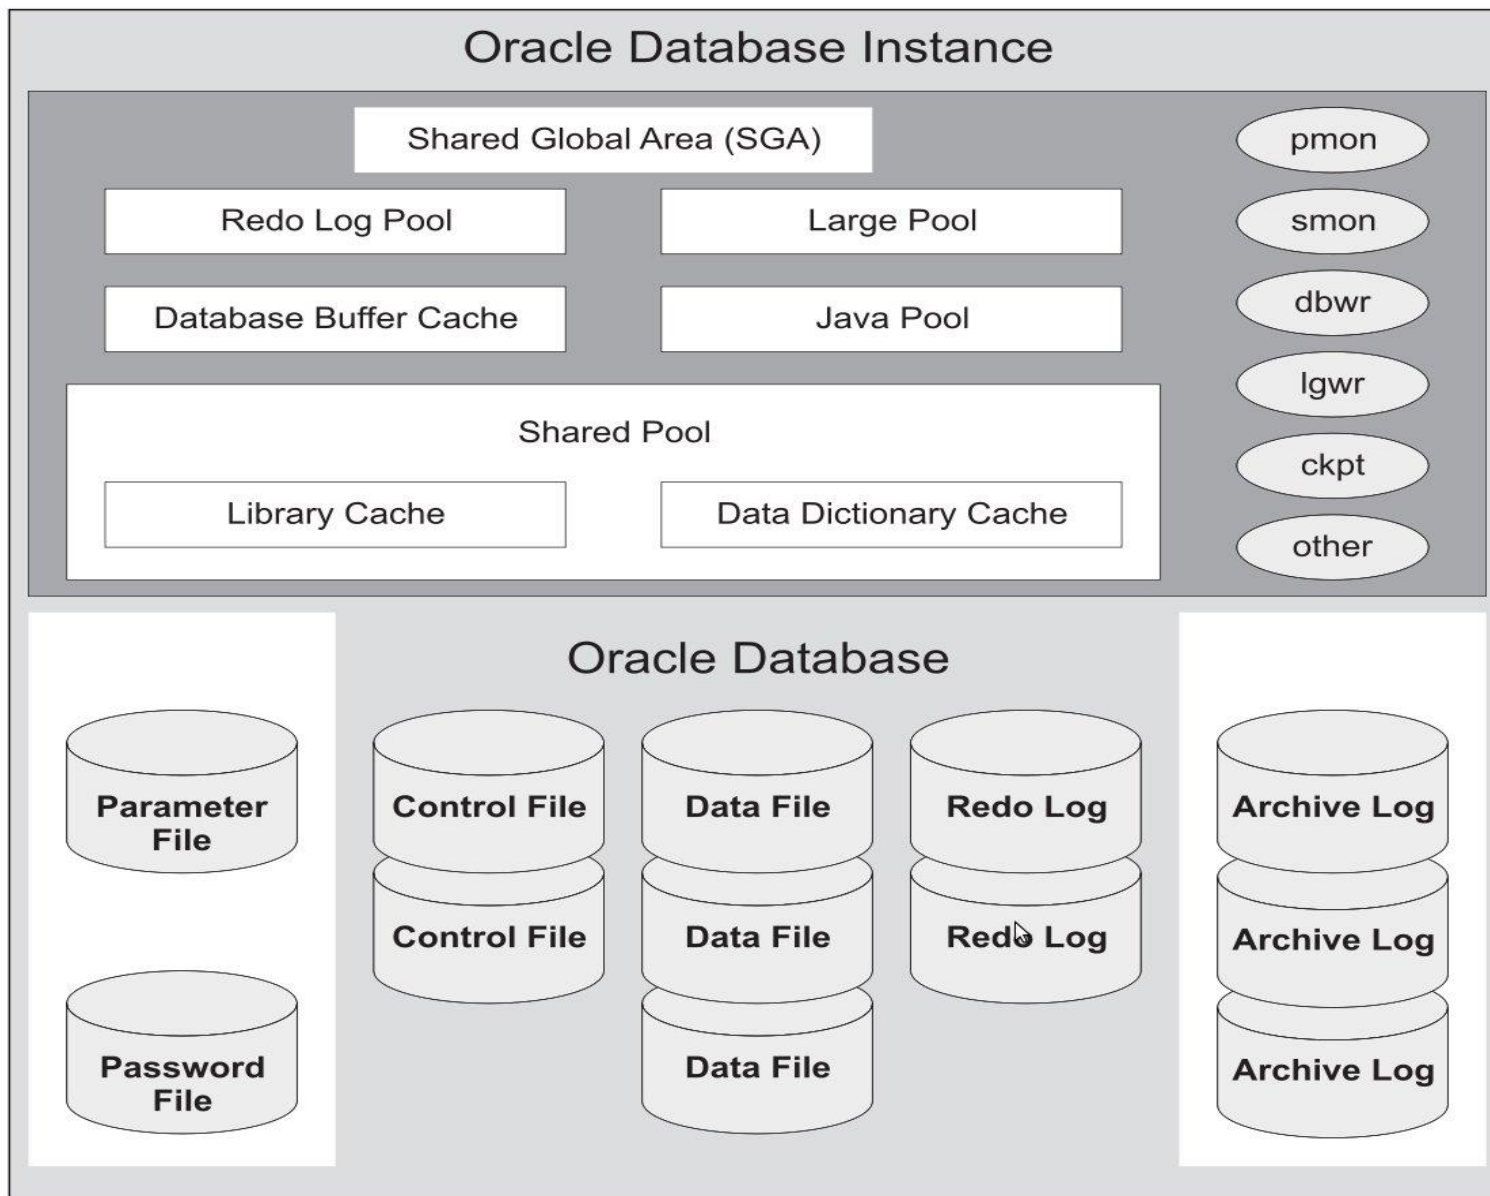 Oracle Database Instance
Shared Global Area (SGA)
pmon
Redo Log Pool
Large Pool
smon
Database Buffer Cache
Java Pool
dbwr
lgwr
Shared Pool
ckpt
Library Cache
Data Dictionary Cache
other
Oracle Database
Parameter
File
Control File
Data File
Redo Log
Archive Log
Control File
Data File
Redo Log
Archive Log
Password
File
Data File
Archive Log